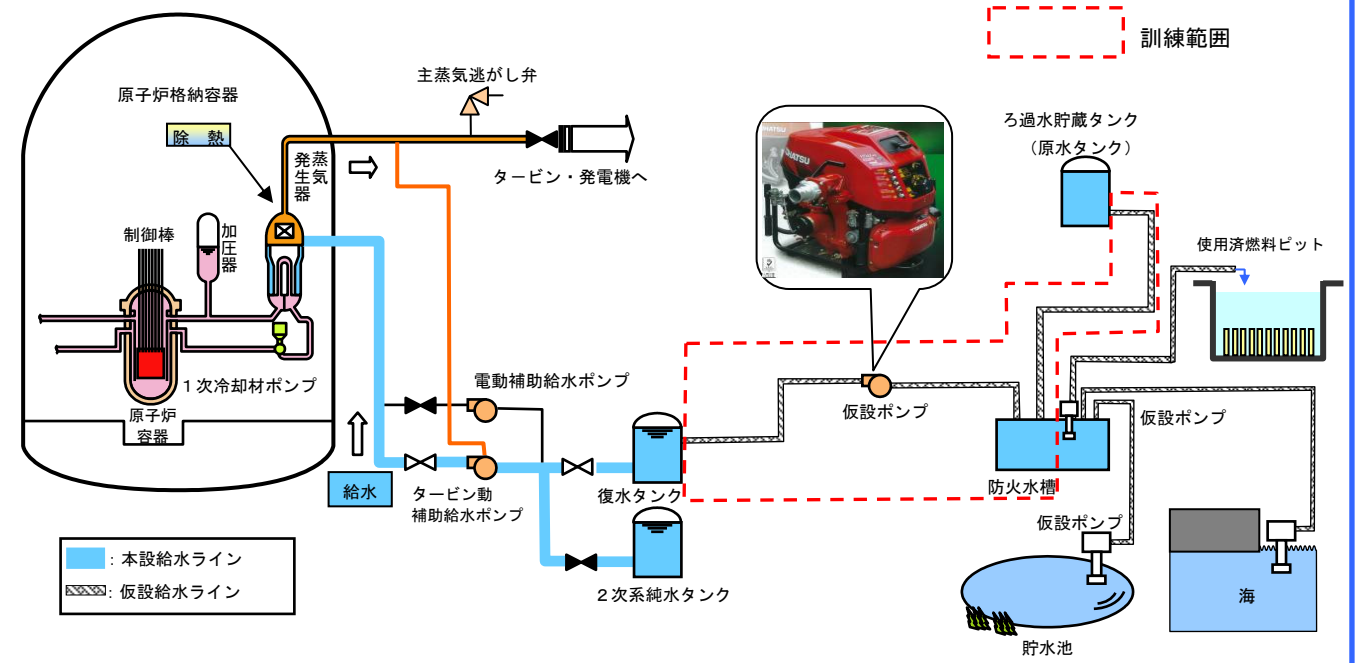 訓練範囲
原子炉格納容器
除 熱
主蒸気逃がし弁
タービン・発電機へ
蒸気
発生器
加圧器
制御棒
１次冷却材ポンプ
原子炉
容器
給水
電動補助給水ポンプ
タービン動
補助給水ポンプ
復水タンク
２次系純水タンク
仮設ポンプ
ろ過水貯蔵タンク
（原水タンク）
使用済燃料ピット
仮設ポンプ
防火水槽
仮設ポンプ
貯水池
海
：本設給水ライン
：仮設給水ライン